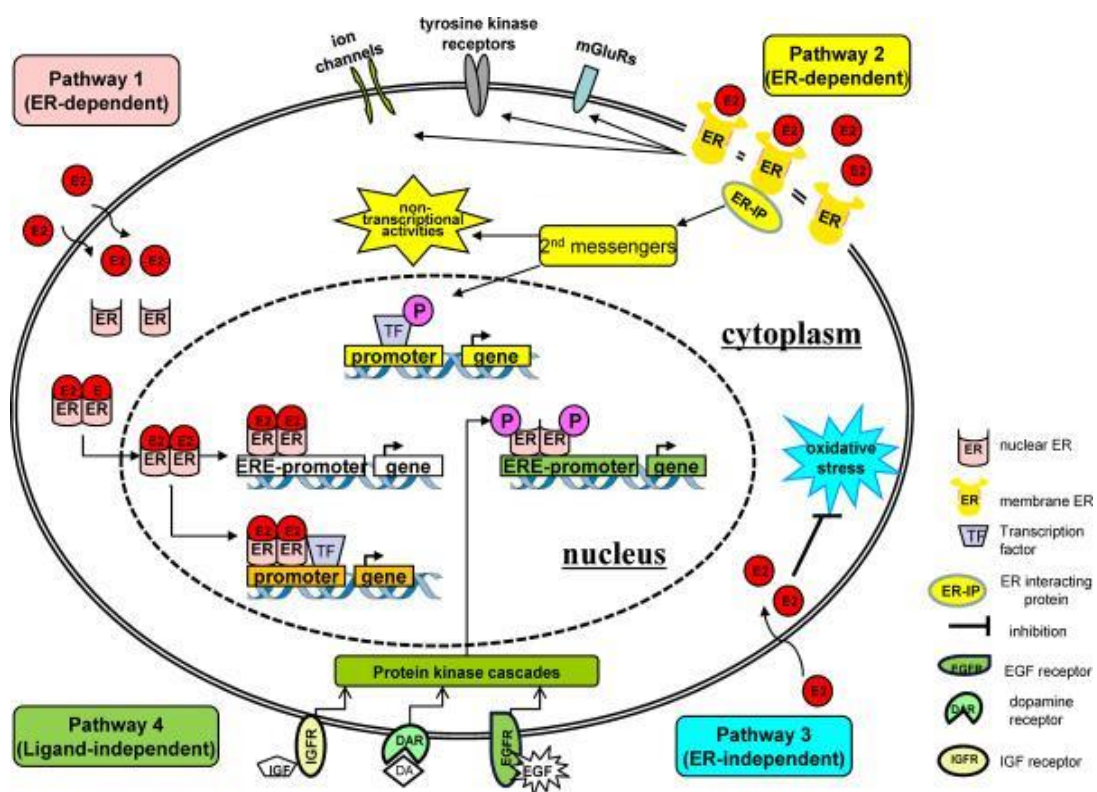 ion
channels
tyrosine kinase
receptors
mGluRs
Pathway 1
(ER-dependent)
Pathway 2
(ER-dependent)
E2
E2
E2
E2
ER
ER
ER
ER-IP
E2
E2
E2
E2
ER
ER
non-
transcriptional
activities
2nd messengers
P
TF
promoter
gene
cytoplasm
E2 E
ER ER
E2 E2
ER ER
E2 E2
ER ER
ERE-promoter
gene
P
P
ER ER
ERE-promoter
gene
oxidative
stress
E2 E2
ER ER
TF
promoter
gene
nucleus
E2
E2
E2
Protein kinase cascades
Pathway 4
(Ligand-independent)
IGF
IGFR
DAR
DA
EGFR
EGF
Pathway 3
(ER-independent)
ER
nuclear ER
ER
membrane ER
TF
Transcription
factor
ER-IP
ER interacting
protein
inhibition
EGFR
EGF receptor
DAR
dopamine
receptor
IGFR
IGF receptor